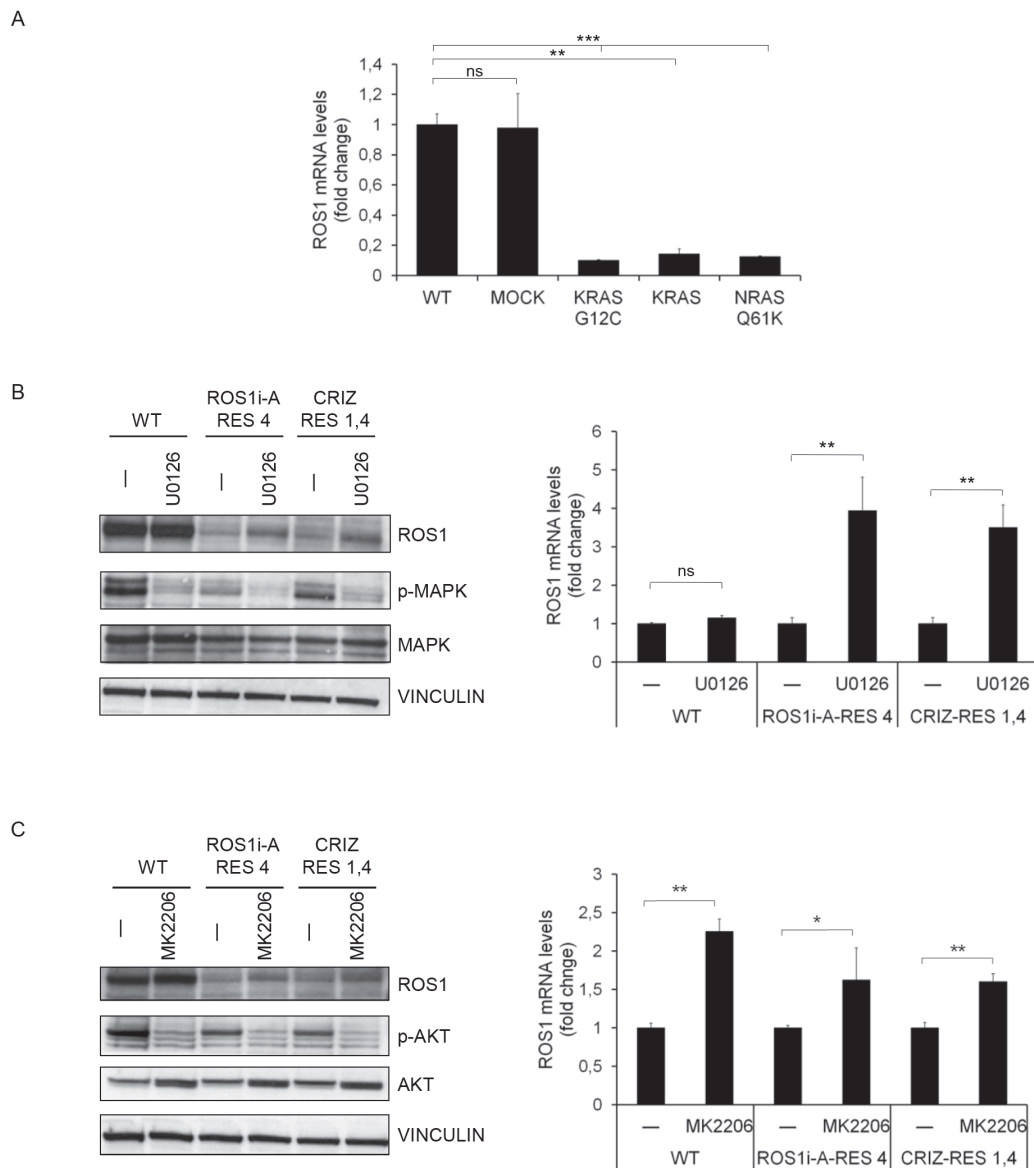 A
***
**
ns
1,4
1,2
1
0,8
0,6
0,4
0,2
0
ROS1 mRNA levels
(fold change)
WT MOCK KRAS KRAS NRAS
G12C Q61K
B
ROS1i-A CRIZ
WT RES 4 RES 1,4
— U0126 — U0126 — U0126
ROS1
p-MAPK
MAPK
VINCULIN
6
5
4
3
2
1
0
ROS1 mRNA levels
(fold change)
ns ** **
— U0126 — U0126 — U0126
WT ROS1i-A-RES 4 CRIZ-RES 1,4
C
ROS1i-A CRIZ
WT RES 4 RES 1,4
— MK2206 — MK2206 — MK2206
ROS1
p-AKT
AKT
VINCULIN
3
2,5
2
1,5
1
0,5
0
ROS1 mRNA levels
(fold chnge)
** * **
— MK2206 — MK2206 — MK2206
WT ROS1i-A-RES 4 CRIZ-RES 1,4